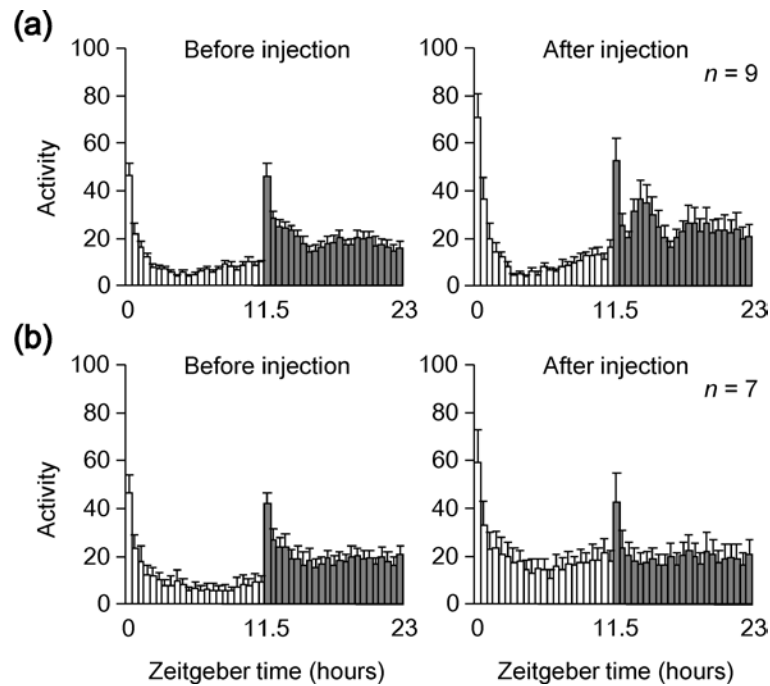 (a)
Before injection
After injection
n = 9
Activity
100
80
60
40
20
0
100
80
60
40
20
0
0 11.5 23
0 11.5 23
(b)
Before injection
After injection
n = 7
Activity
100
80
60
40
20
0
100
80
60
40
20
0
0 11.5 23
0 11.5 23
Zeitgeber time (hours)
Zeitgeber time (hours)